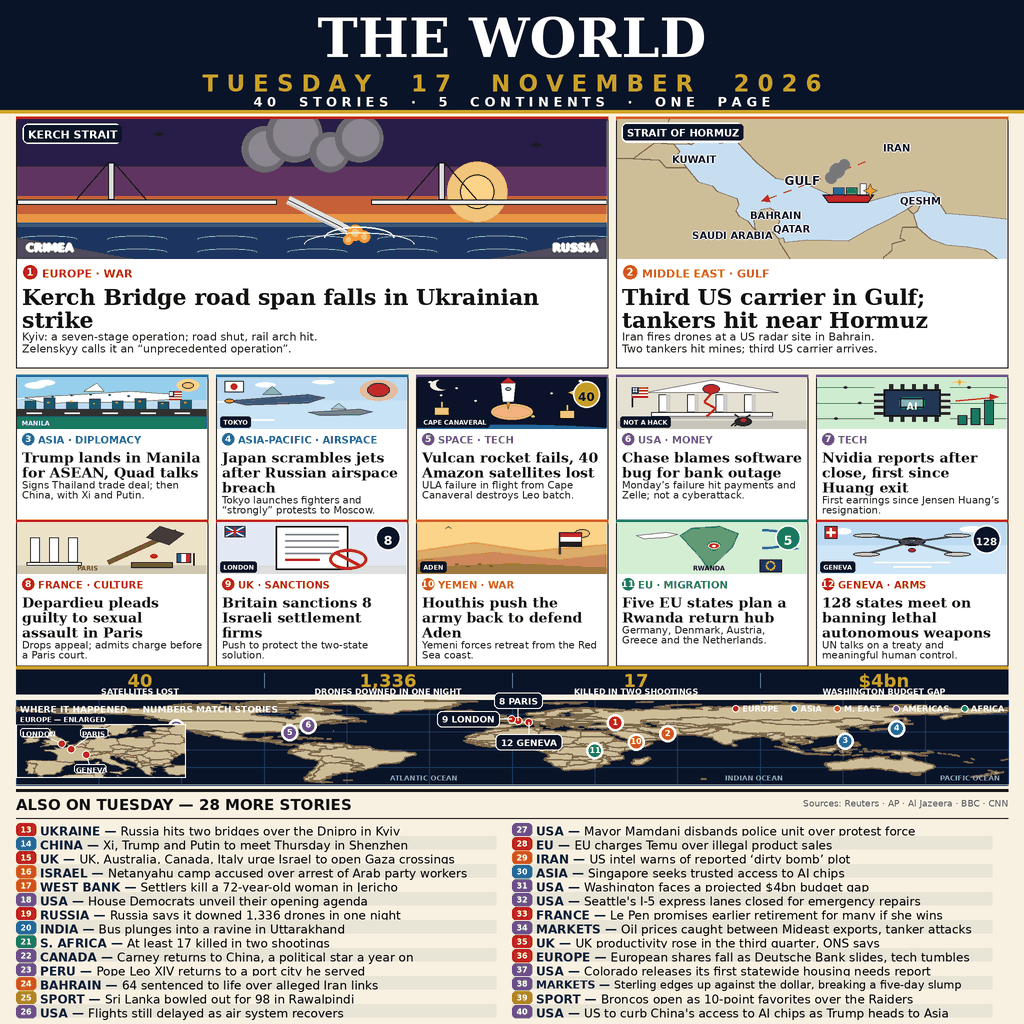 THE WORLD
TUESDAY 17 NOVEMBER 2026
40 STORIES · 5 CONTINENTS · ONE PAGE
KERCH STRAIT
CRIMEA
RUSSIA
1 EUROPE · WAR
Kerch Bridge road span falls in Ukrainian
strike
Kyiv: a seven-stage operation; road shut, rail arch hit.
Zelenskyy calls it an “unprecedented operation”.
STRAIT OF HORMUZ
IRAN
KUWAIT
GULF
QESHM
BAHRAIN
QATAR
SAUDI ARABIA
2 MIDDLE EAST · GULF
Third US carrier in Gulf;
tankers hit near Hormuz
Iran fires drones at a US radar site in Bahrain.
Two tankers hit mines; third US carrier arrives.
MANILA
3 ASIA · DIPLOMACY
Trump lands in Manila
for ASEAN, Quad talks
Signs Thailand trade deal; then
China, with Xi and Putin.
TOKYO
4 ASIA-PACIFIC · AIRSPACE
Japan scrambles jets
after Russian airspace
breach
Tokyo launches fighters and
“strongly” protests to Moscow.
40
CAPE CANAVERAL
5 SPACE · TECH
Vulcan rocket fails, 40
Amazon satellites lost
ULA failure in flight from Cape
Canaveral destroys Leo batch.
NOT A HACK
6 USA · MONEY
Chase blames software
bug for bank outage
Monday’s failure hit payments and
Zelle; not a cyberattack.
AI
7 TECH
Nvidia reports after
close, first since
Huang exit
First earnings since Jensen Huang’s
resignation.
PARIS
8 FRANCE · CULTURE
Depardieu pleads
guilty to sexual
assault in Paris
Drops appeal; admits charge before
a Paris court.
8
LONDON
9 UK · SANCTIONS
Britain sanctions 8
Israeli settlement
firms
Push to protect the two-state
solution.
ADEN
10 YEMEN · WAR
Houthis push the
army back to defend
Aden
Yemeni forces retreat from the Red
Sea coast.
5
RWANDA
11 EU · MIGRATION
Five EU states plan a
Rwanda return hub
Germany, Denmark, Austria,
Greece and the Netherlands.
128
GENEVA
12 GENEVA · ARMS
128 states meet on
banning lethal
autonomous weapons
UN talks on a treaty and
meaningful human control.
40
SATELLITES LOST
1,336
DRONES DOWNED IN ONE NIGHT
17
KILLED IN TWO SHOOTINGS
$4bn
WASHINGTON BUDGET GAP
WHERE IT HAPPENED — NUMBERS MATCH STORIES
EUROPE — ENLARGED
LONDON
PARIS
GENEVA
8 PARIS
9 LONDON
12 GENEVA
EUROPE
ASIA
M. EAST
AMERICAS
AFRICA
5
6
1
2
10
11
3
4
ATLANTIC OCEAN
INDIAN OCEAN
PACIFIC OCEAN
ALSO ON TUESDAY — 28 MORE STORIES
Sources: Reuters · AP · Al Jazeera · BBC · CNN
13 UKRAINE — Russia hits two bridges over the Dnipro in Kyiv
14 CHINA — Xi, Trump and Putin to meet Thursday in Shenzhen
15 UK — UK, Australia, Canada, Italy urge Israel to open Gaza crossings
16 ISRAEL — Netanyahu camp accused over arrest of Arab party workers
17 WEST BANK — Settlers kill a 72-year-old woman in Jericho
18 USA — House Democrats unveil their opening agenda
19 RUSSIA — Russia says it downed 1,336 drones in one night
20 INDIA — Bus plunges into a ravine in Uttarakhand
21 S. AFRICA — At least 17 killed in two shootings
22 CANADA — Carney returns to China, a political star a year on
23 PERU — Pope Leo XIV returns to a port city he served
24 BAHRAIN — 64 sentenced to life over alleged Iran links
25 SPORT — Sri Lanka bowled out for 98 in Rawalpindi
26 USA — Flights still delayed as air system recovers
27 USA — Mayor Mamdani disbands police unit over protest force
28 EU — EU charges Temu over illegal product sales
29 IRAN — US intel warns of reported ‘dirty bomb’ plot
30 ASIA — Singapore seeks trusted access to AI chips
31 USA — Washington faces a projected $4bn budget gap
32 USA — Seattle's I-5 express lanes closed for emergency repairs
33 FRANCE — Le Pen promises earlier retirement for many if she wins
34 MARKETS — Oil prices caught between Mideast exports, tanker attacks
35 UK — UK productivity rose in the third quarter, ONS says
36 EUROPE — European shares fall as Deutsche Bank slides, tech tumbles
37 USA — Colorado releases its first statewide housing needs report
38 MARKETS — Sterling edges up against the dollar, breaking a five-day slump
39 SPORT — Broncos open as 10-point favorites over the Raiders
40 USA — US to curb China's access to AI chips as Trump heads to Asia